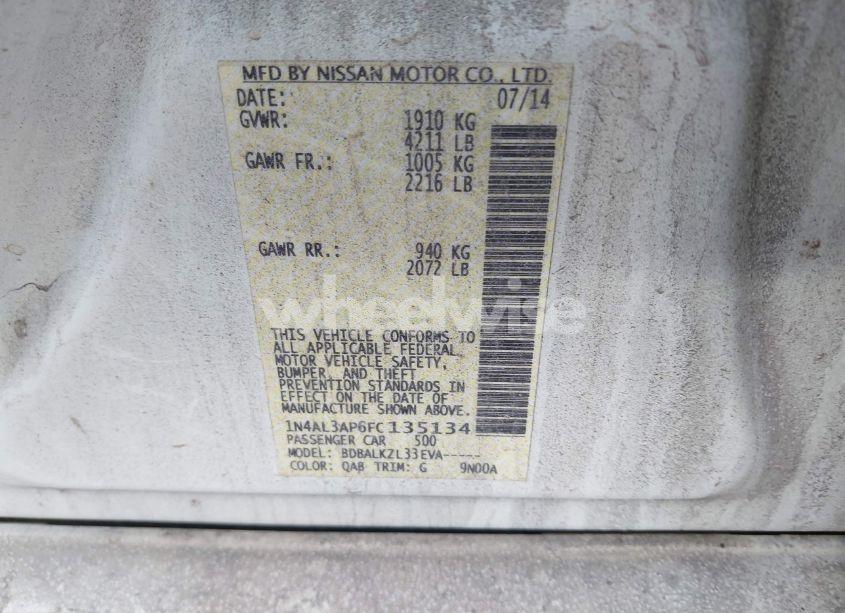 MFD BY NISSAN MOTOR CO., LTD.
DATE: 07/14
GVWR: 1910 KG
4211 LB
GAWR FR.: 1005 KG
2216 LB
GAWR RR.: 940 KG
2072 LB
wheelwise
THIS VEHICLE CONFORMS TO
ALL APPLICABLE FEDERAL
MOTOR VEHICLE SAFETY,
BUMPER, AND THEFT
PREVENTION STANDARDS IN
EFFECT ON THE DATE OF
MANUFACTURE SHOWN ABOVE.
1N4AL3AP6FC135134
PASSENGER CAR 500
MODEL: BDBALKZL33EVA-----
COLOR: QAB TRIM: G 9N00A